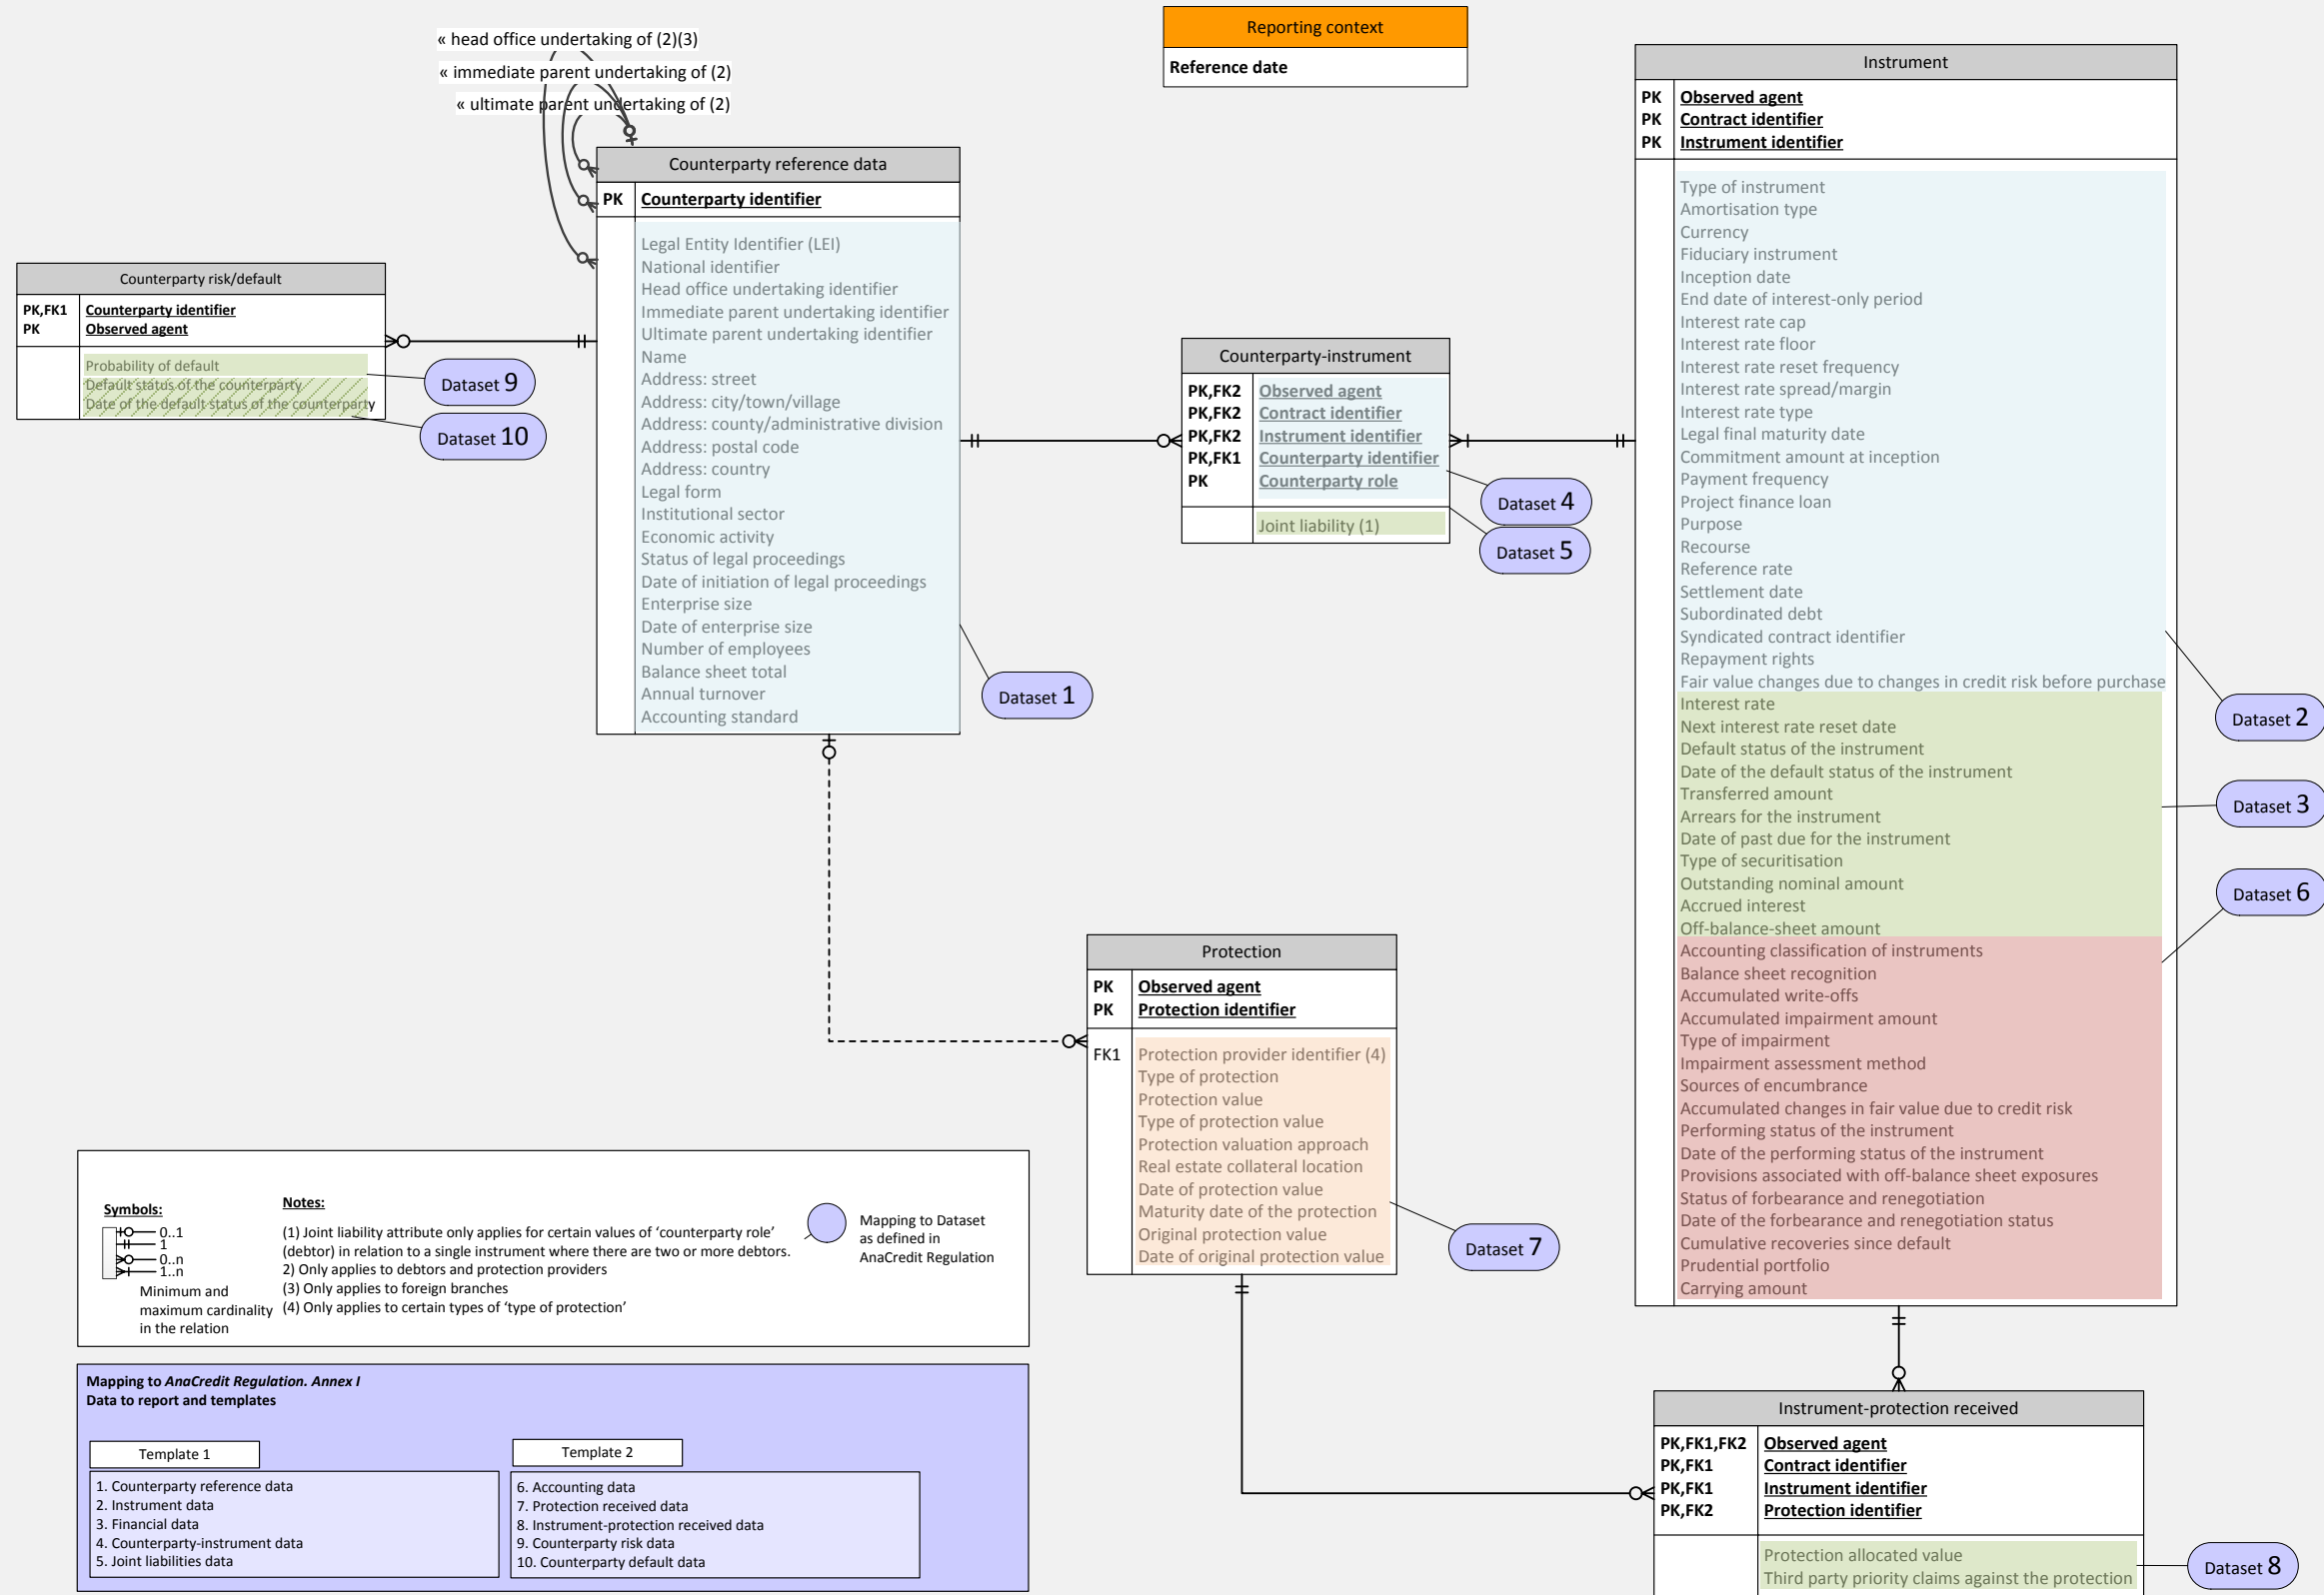 « head office undertaking of (2)(3)
« immediate parent undertaking of (2)
« ultimate parent undertaking of (2)
Reporting context
Reference date
Counterparty reference data
PK Counterparty identifier
Legal Entity Identifier (LEI)
National identifier
Head office undertaking identifier
Immediate parent undertaking identifier
Ultimate parent undertaking identifier
Name
Address: street
Address: city/town/village
Address: county/administrative division
Address: postal code
Address: country
Legal form
Institutional sector
Economic activity
Status of legal proceedings
Date of initiation of legal proceedings
Enterprise size
Date of enterprise size
Number of employees
Balance sheet total
Annual turnover
Accounting standard
Dataset 1
Counterparty risk/default
PK,FK1 Counterparty identifier
PK Observed agent
Probability of default
Default status of the counterparty
Date of the default status of the counterparty
Dataset 9
Dataset 10
Counterparty-instrument
PK,FK2 Observed agent
PK,FK2 Contract identifier
PK,FK2 Instrument identifier
PK,FK1 Counterparty identifier
PK Counterparty role
Joint liability (1)
Dataset 4
Dataset 5
Instrument
PK Observed agent
PK Contract identifier
PK Instrument identifier
Type of instrument
Amortisation type
Currency
Fiduciary instrument
Inception date
End date of interest-only period
Interest rate cap
Interest rate floor
Interest rate reset frequency
Interest rate spread/margin
Interest rate type
Legal final maturity date
Commitment amount at inception
Payment frequency
Project finance loan
Purpose
Recourse
Reference rate
Settlement date
Subordinated debt
Syndicated contract identifier
Repayment rights
Fair value changes due to changes in credit risk before purchase
Interest rate
Next interest rate reset date
Default status of the instrument
Date of the default status of the instrument
Transferred amount
Arrears for the instrument
Date of past due for the instrument
Type of securitisation
Outstanding nominal amount
Accrued interest
Off-balance-sheet amount
Accounting classification of instruments
Balance sheet recognition
Accumulated write-offs
Accumulated impairment amount
Type of impairment
Impairment assessment method
Sources of encumbrance
Accumulated changes in fair value due to credit risk
Performing status of the instrument
Date of the performing status of the instrument
Provisions associated with off-balance sheet exposures
Status of forbearance and renegotiation
Date of the forbearance and renegotiation status
Cumulative recoveries since default
Prudential portfolio
Carrying amount
Dataset 2
Dataset 3
Dataset 6
Protection
PK Observed agent
PK Protection identifier
FK1 Protection provider identifier (4)
Type of protection
Protection value
Type of protection value
Protection valuation approach
Real estate collateral location
Date of protection value
Maturity date of the protection
Original protection value
Date of original protection value
Dataset 7
Symbols:
0..1
1
0..n
1..n
Minimum and
maximum cardinality
in the relation
Notes:
(1) Joint liability attribute only applies for certain values of ‘counterparty role’
(debtor) in relation to a single instrument where there are two or more debtors.
2) Only applies to debtors and protection providers
(3) Only applies to foreign branches
(4) Only applies to certain types of ‘type of protection’
Mapping to Dataset
as defined in
AnaCredit Regulation
Mapping to AnaCredit Regulation. Annex I
Data to report and templates
Template 1
1. Counterparty reference data
2. Instrument data
3. Financial data
4. Counterparty-instrument data
5. Joint liabilities data
Template 2
6. Accounting data
7. Protection received data
8. Instrument-protection received data
9. Counterparty risk data
10. Counterparty default data
Instrument-protection received
PK,FK1,FK2 Observed agent
PK,FK1 Contract identifier
PK,FK1 Instrument identifier
PK,FK2 Protection identifier
Protection allocated value
Third party priority claims against the protection
Dataset 8